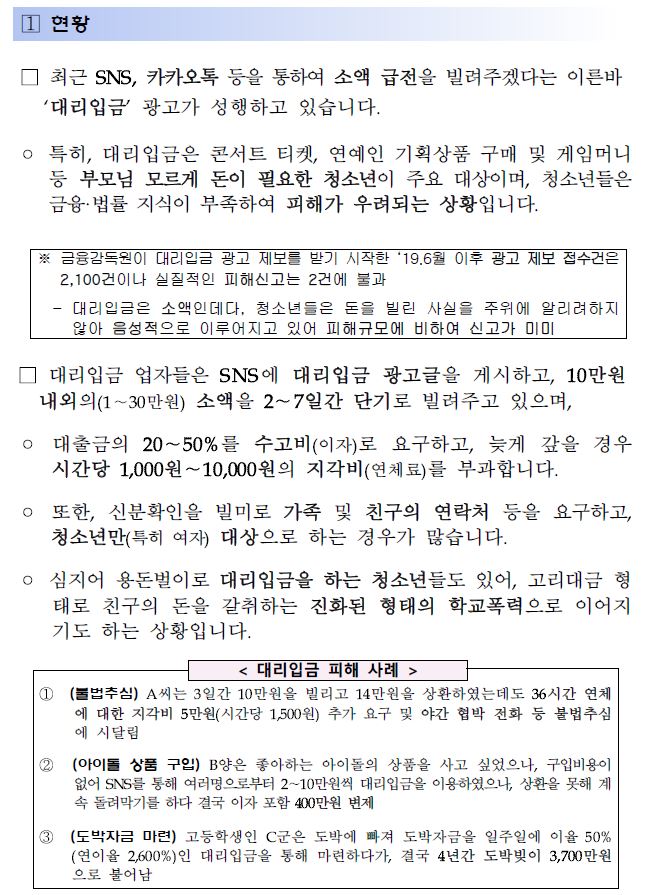 ① 현황
□ 최근 SNS, 카카오톡 등을 통하여 소액 급전을 빌려주겠다는 이른바
‘대리입금’ 광고가 성행하고 있습니다.
○ 특히, 대리입금은 콘서트 티켓, 연예인 기획상품 구매 및 게임머니
등 부모님 모르게 돈이 필요한 청소년이 주요 대상이며, 청소년들은
금융·법률 지식이 부족하여 피해가 우려되는 상황입니다.
※ 금융감독원이 대리입금 광고 제보를 받기 시작한 ‘19.6월 이후 광고 제보 접수건은
2,100건이나 실질적인 피해신고는 2건에 불과
- 대리입금은 소액인데다, 청소년들은 돈을 빌린 사실을 주위에 알리려하지
않아 음성적으로 이루어지고 있어 피해규모에 비하여 신고가 미미
□ 대리입금 업자들은 SNS에 대리입금 광고글을 게시하고, 10만원
내외의(1~30만원) 소액을 2~7일간 단기로 빌려주고 있으며,
○ 대출금의 20~50%를 수고비(이자)로 요구하고, 늦게 갚을 경우
시간당 1,000원~10,000원의 지각비(연체료)를 부과합니다.
○ 또한, 신분확인을 빌미로 가족 및 친구의 연락처 등을 요구하고,
청소년만(특히 여자) 대상으로 하는 경우가 많습니다.
○ 심지어 용돈벌이로 대리입금을 하는 청소년들도 있어, 고리대금 형
태로 친구의 돈을 갈취하는 진화된 형태의 학교폭력으로 이어지
기도 하는 상황입니다.
< 대리입금 피해 사례 >
① (불법추심) A씨는 3일간 10만원을 빌리고 14만원을 상환하였는데도 36시간 연체
에 대한 지각비 5만원(시간당 1,500원) 추가 요구 및 야간 협박 전화 등 불법추심
에 시달림
② (아이돌 상품 구입) B양은 좋아하는 아이돌의 상품을 사고 싶었으나, 구입비용이
없어 SNS를 통해 여러명으로부터 2~10만원씩 대리입금을 이용하였으나, 상환을 못해 계
속 돌려막기를 하다 결국 이자 포함 400만원 변제
③ (도박자금 마련) 고등학생인 C군은 도박에 빠져 도박자금을 일주일에 이율 50%
(연이율 2,600%)인 대리입금을 통해 마련하다가, 결국 4년간 도박빚이 3,700만원
으로 불어남